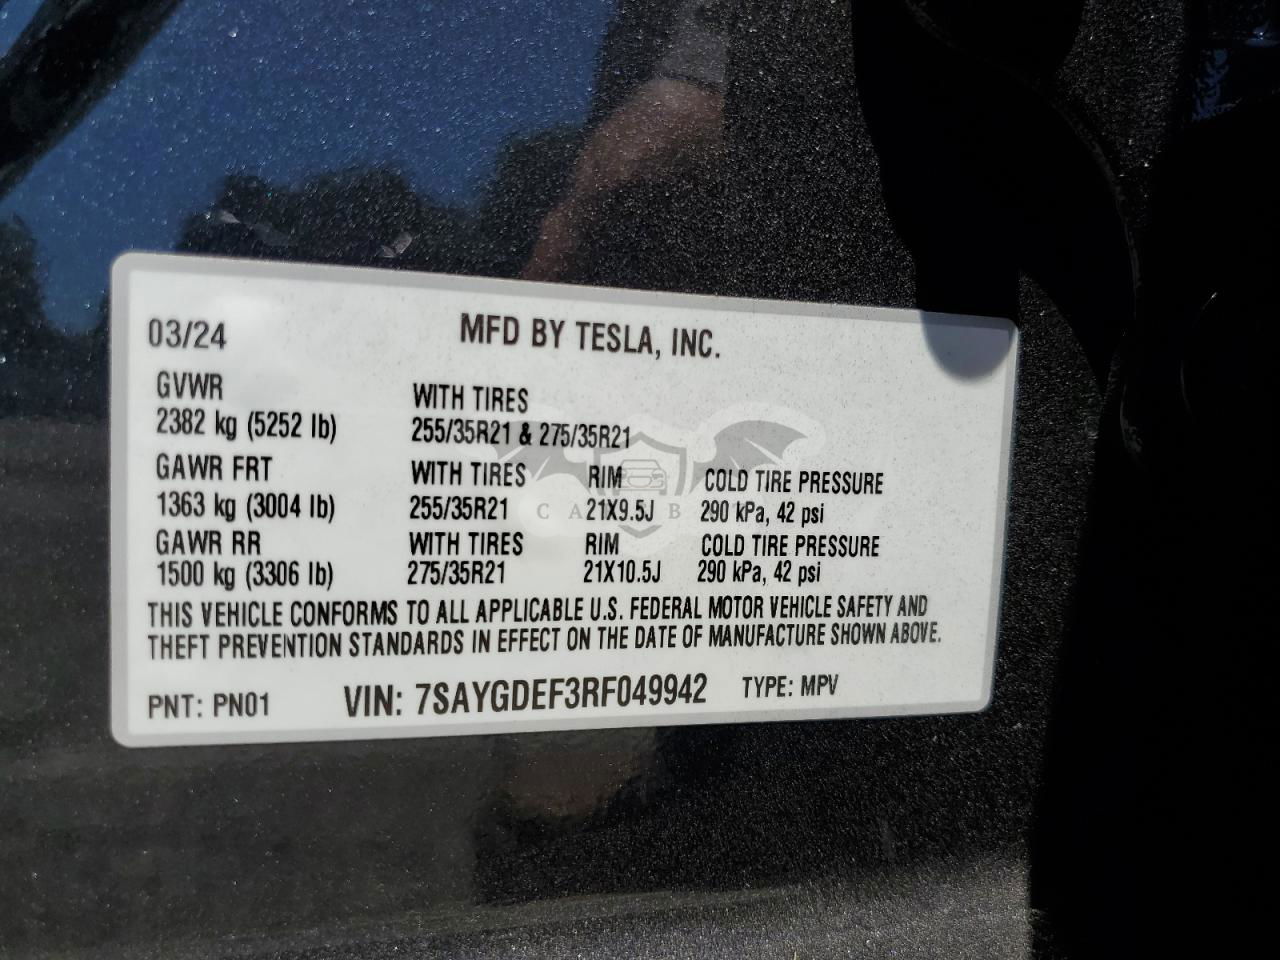 03/24 MFD BY TESLA, INC.
GVWR WITH TIRES
2382 kg (5252 lb) 255/35R21 & 275/35R21
GAWR FRT WITH TIRES RIM COLD TIRE PRESSURE
1363 kg (3004 lb) 255/35R21 21X9.5J 290 kPa, 42 psi
GAWR RR WITH TIRES RIM COLD TIRE PRESSURE
1500 kg (3306 lb) 275/35R21 21X10.5J 290 kPa, 42 psi
THIS VEHICLE CONFORMS TO ALL APPLICABLE U.S. FEDERAL MOTOR VEHICLE SAFETY AND
THEFT PREVENTION STANDARDS IN EFFECT ON THE DATE OF MANUFACTURE SHOWN ABOVE.
PNT: PN01 VIN: 7SAYGDEF3RF049942 TYPE: MPV